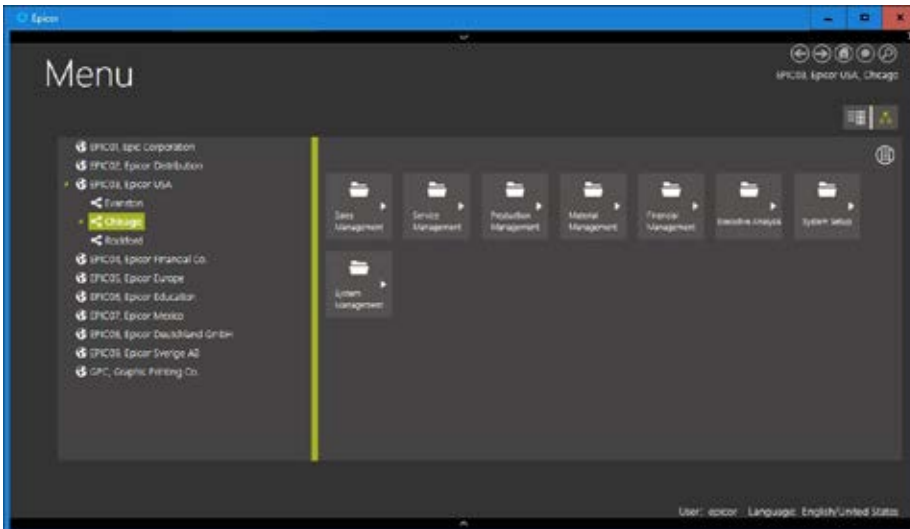 Epicor
Menu
EPIC03, Epicor USA, Chicago
EPIC01, Epic Corporation
EPIC02, Epicor Distribution
EPIC03, Epicor USA
Evanston
Chicago
Rockford
EPIC04, Epicor Financial Co.
EPIC05, Epicor Europe
EPIC06, Epicor Education
EPIC07, Epicor Mexico
EPIC08, Epicor Deutchland GmbH
EPIC09, Epicor Sverige AB
GPC, Graphic Printing Co.
Sales Management
Service Management
Production Management
Material Management
Financial Management
Executive Analysis
System Setup
System Management
User: epicor Language: English/United States